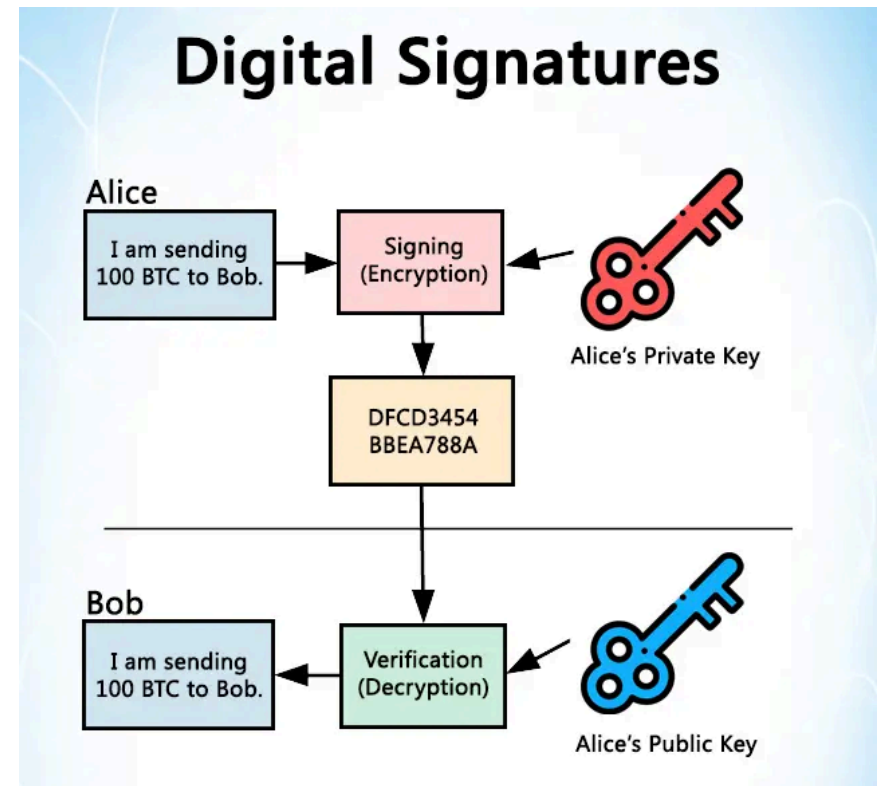 Digital Signatures
Alice
I am sending
100 BTC to Bob.
Signing
(Encryption)
Alice's Private Key
DFCD3454
BBEA788A
Bob
I am sending
100 BTC to Bob.
Verification
(Decryption)
Alice's Public Key